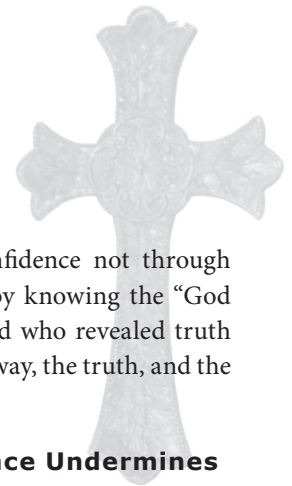 nfidence not through
by knowing the “God
d who revealed truth
way, the truth, and the
nce Undermines